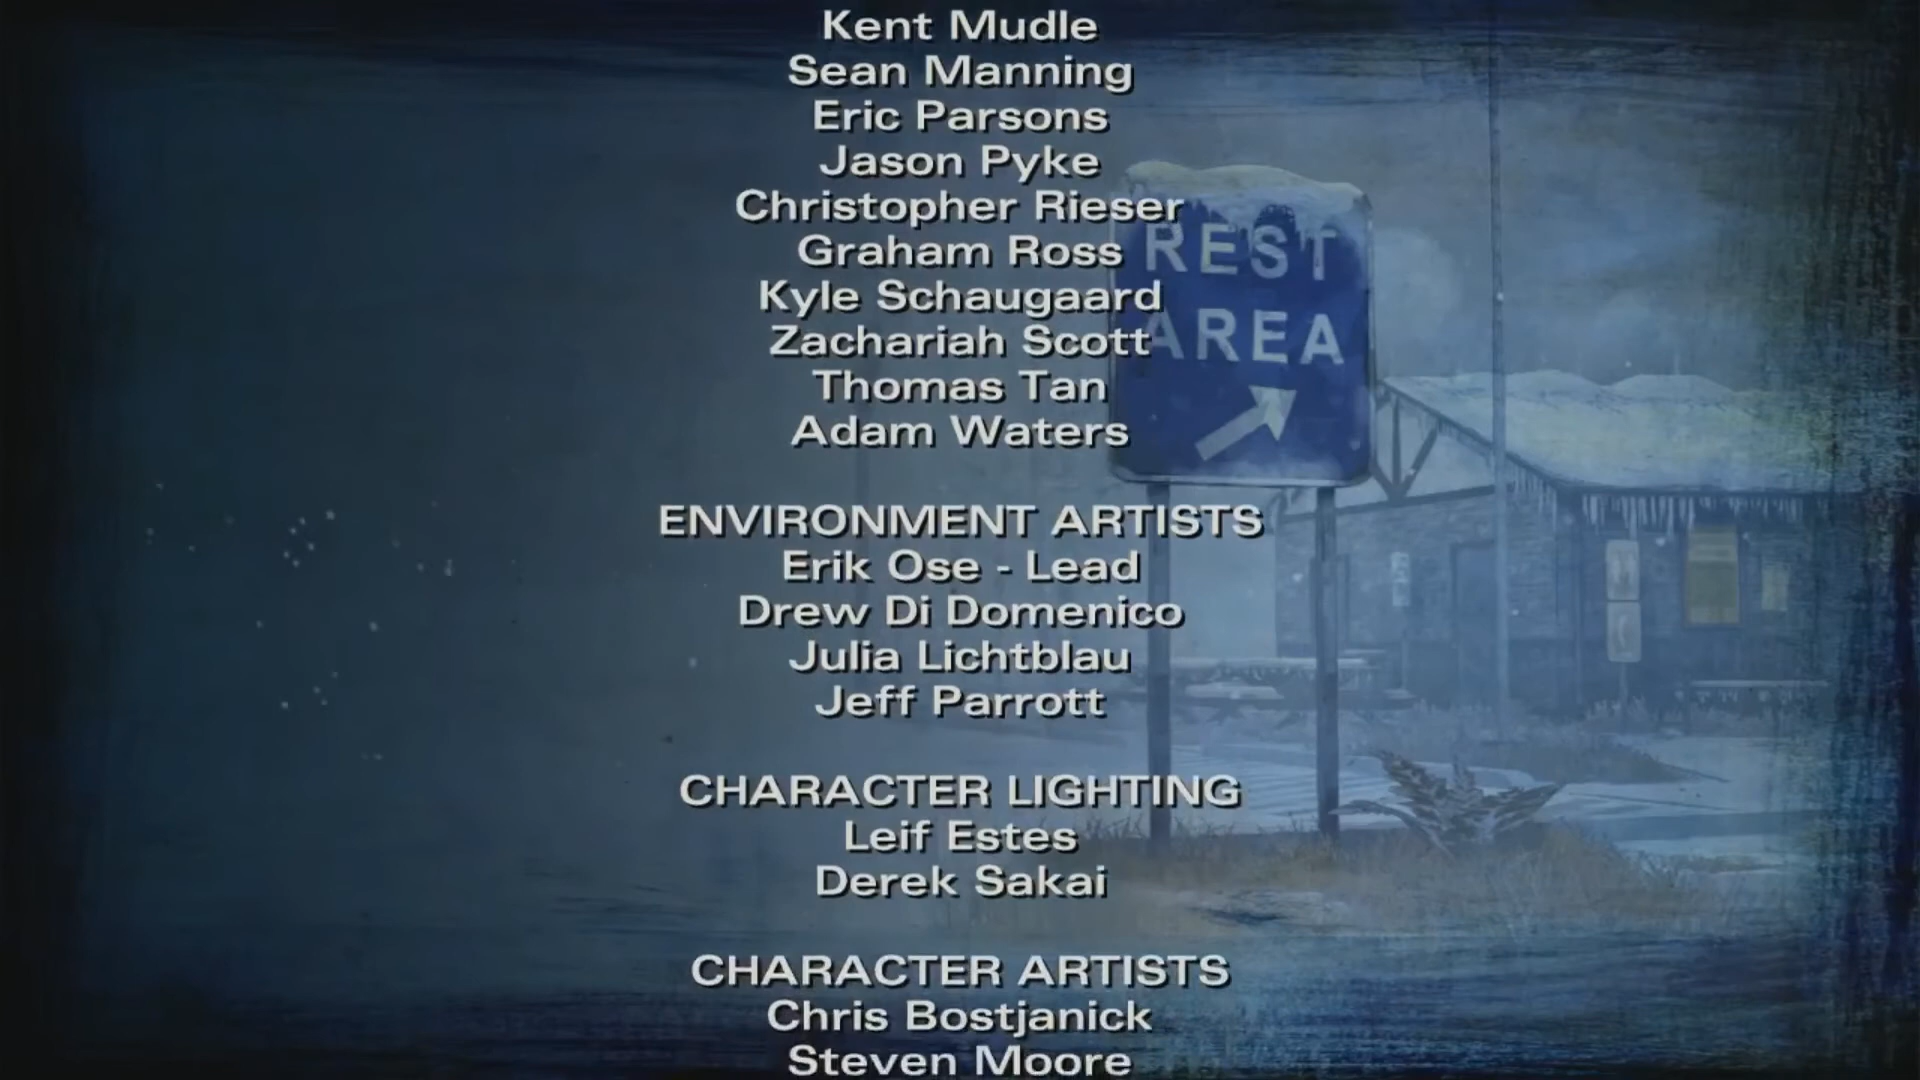 Kent Mudle
Sean Manning
Eric Parsons
Jason Pyke
Christopher Rieser
Graham Ross
Kyle Schaugaard
Zachariah Scott
Thomas Tan
Adam Waters
ENVIRONMENT ARTISTS
Erik Ose - Lead
Drew Di Domenico
Julia Lichtblau
Jeff Parrott
CHARACTER LIGHTING
Leif Estes
Derek Sakai
CHARACTER ARTISTS
Chris Bostjanick
Steven Moore
REST
AREA